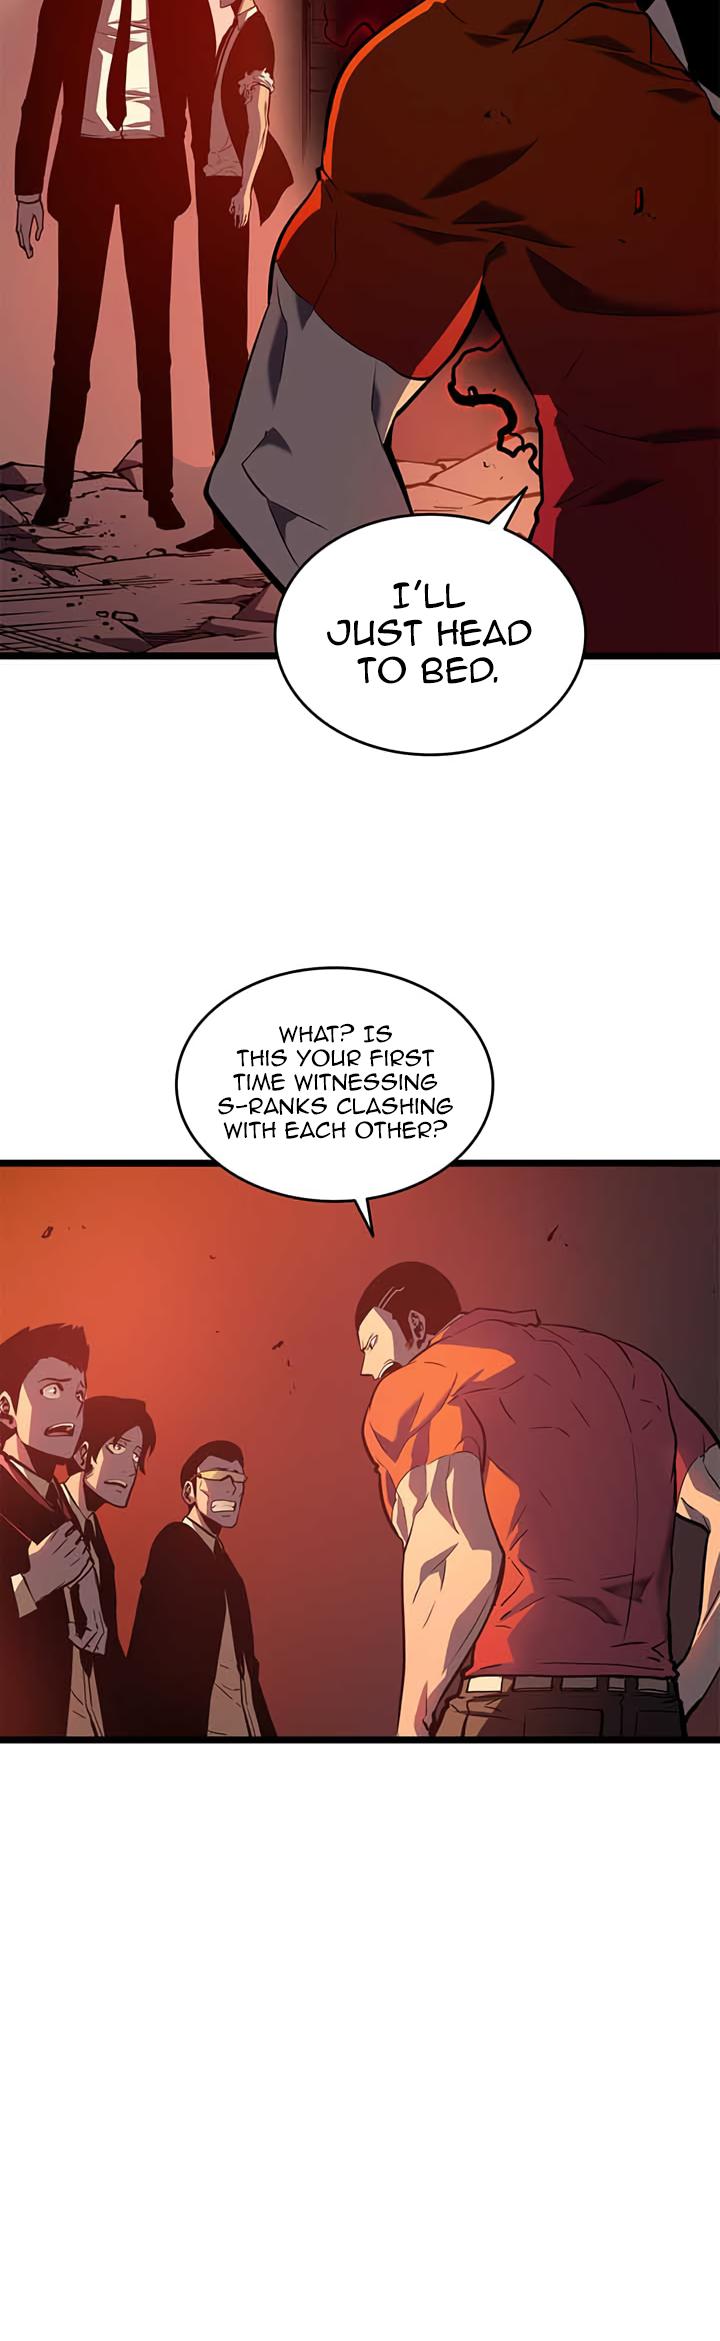 I'LL
JUST HEAD
TO BED.
WHAT? IS
THIS YOUR FIRST
TIME WITNESSING
S-RANKS CLASHING
WITH EACH OTHER?